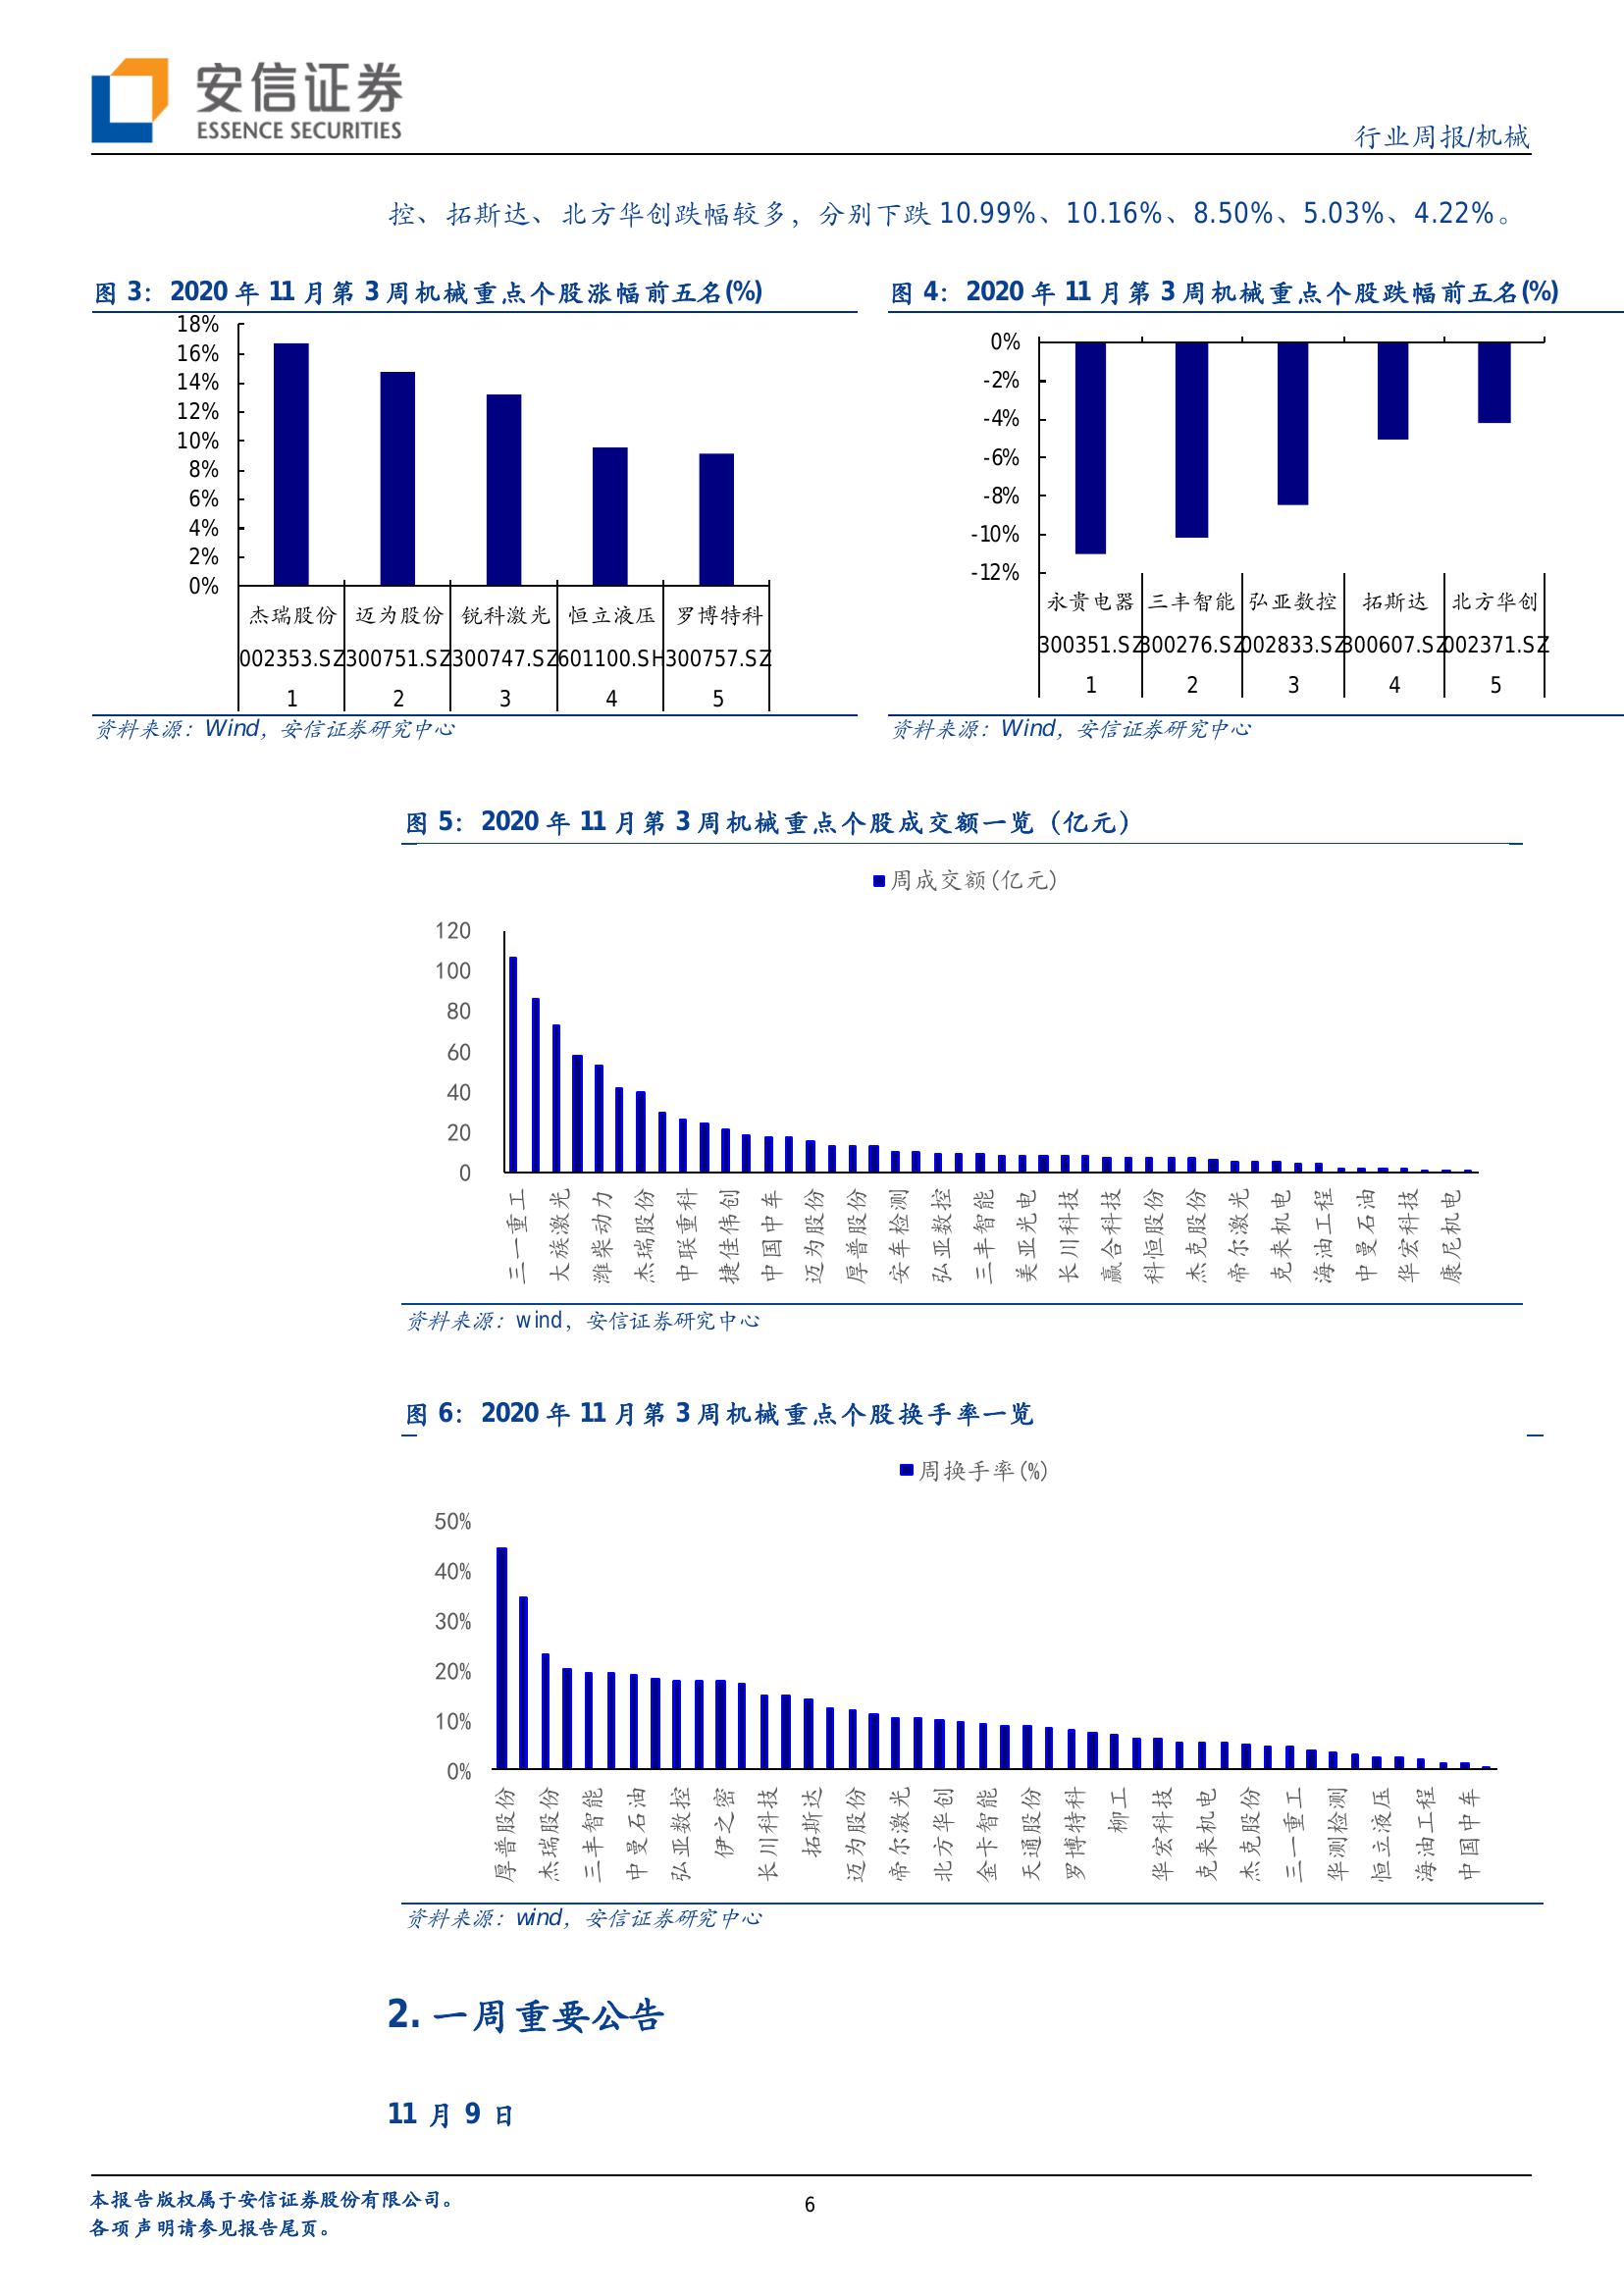 安信证券
ESSENCE SECURITIES
行业周报/机械
控、拓斯达、北方华创跌幅较多，分别下跌 10.99%、10.16%、8.50%、5.03%、4.22%。
图 3：2020 年 11 月第 3 周机械重点个股涨幅前五名(%)
18%
16%
14%
12%
10%
8%
6%
4%
2%
0%
杰瑞股份 迈为股份 锐科激光 恒立液压 罗博特科
002353.SZ 300751.SZ 300747.SZ 601100.SH 300757.SZ
1 2 3 4 5
资料来源：Wind，安信证券研究中心
图 4：2020 年 11 月第 3 周机械重点个股跌幅前五名(%)
0%
-2%
-4%
-6%
-8%
-10%
-12%
永贵电器 三丰智能 弘亚数控 拓斯达 北方华创
300351.SZ 300276.SZ 002833.SZ 300607.SZ 002371.SZ
1 2 3 4 5
资料来源：Wind，安信证券研究中心
图 5：2020 年 11 月第 3 周机械重点个股成交额一览（亿元）
周成交额(亿元)
120
100
80
60
40
20
0
三一重工 大族激光 潍柴动力 杰瑞股份 中联重科 捷佳伟创 中国中车 迈为股份 厚普股份 安车检测 弘亚数控 三丰智能 美亚光电 长川科技 赢合科技 科恒股份 杰克股份 帝尔激光 克来机电 海油工程 中曼石油 华宏科技 康尼机电
资料来源：wind，安信证券研究中心
图 6：2020 年 11 月第 3 周机械重点个股换手率一览
周换手率(%)
50%
40%
30%
20%
10%
0%
厚普股份 杰瑞股份 三丰智能 中曼石油 弘亚数控 伊之密 长川科技 拓斯达 迈为股份 帝尔激光 北方华创 金卡智能 天通股份 罗博特科 柳工 华宏科技 克来机电 杰克股份 三一重工 华测检测 恒立液压 海油工程 中国中车
资料来源：wind，安信证券研究中心
2. 一周重要公告
11 月 9 日
本报告版权属于安信证券股份有限公司。
各项声明请参见报告尾页。
6